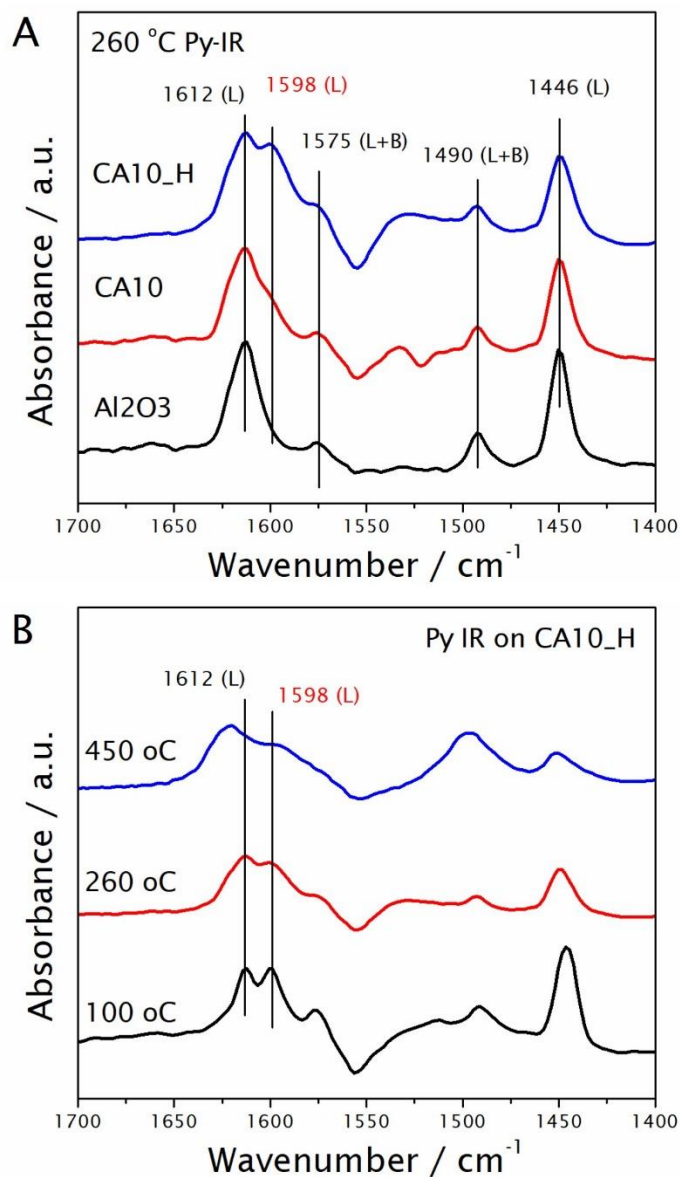 A
260 °C Py-IR
1612 (L)
1598 (L)
1575 (L+B)
1490 (L+B)
1446 (L)
CA10_H
CA10
Al2O3
Absorbance / a.u.
1700 1650 1600 1550 1500 1450 1400
Wavenumber / cm⁻¹
B
Py IR on CA10_H
1612 (L)
1598 (L)
450 oC
260 oC
100 oC
Absorbance / a.u.
1700 1650 1600 1550 1500 1450 1400
Wavenumber / cm⁻¹